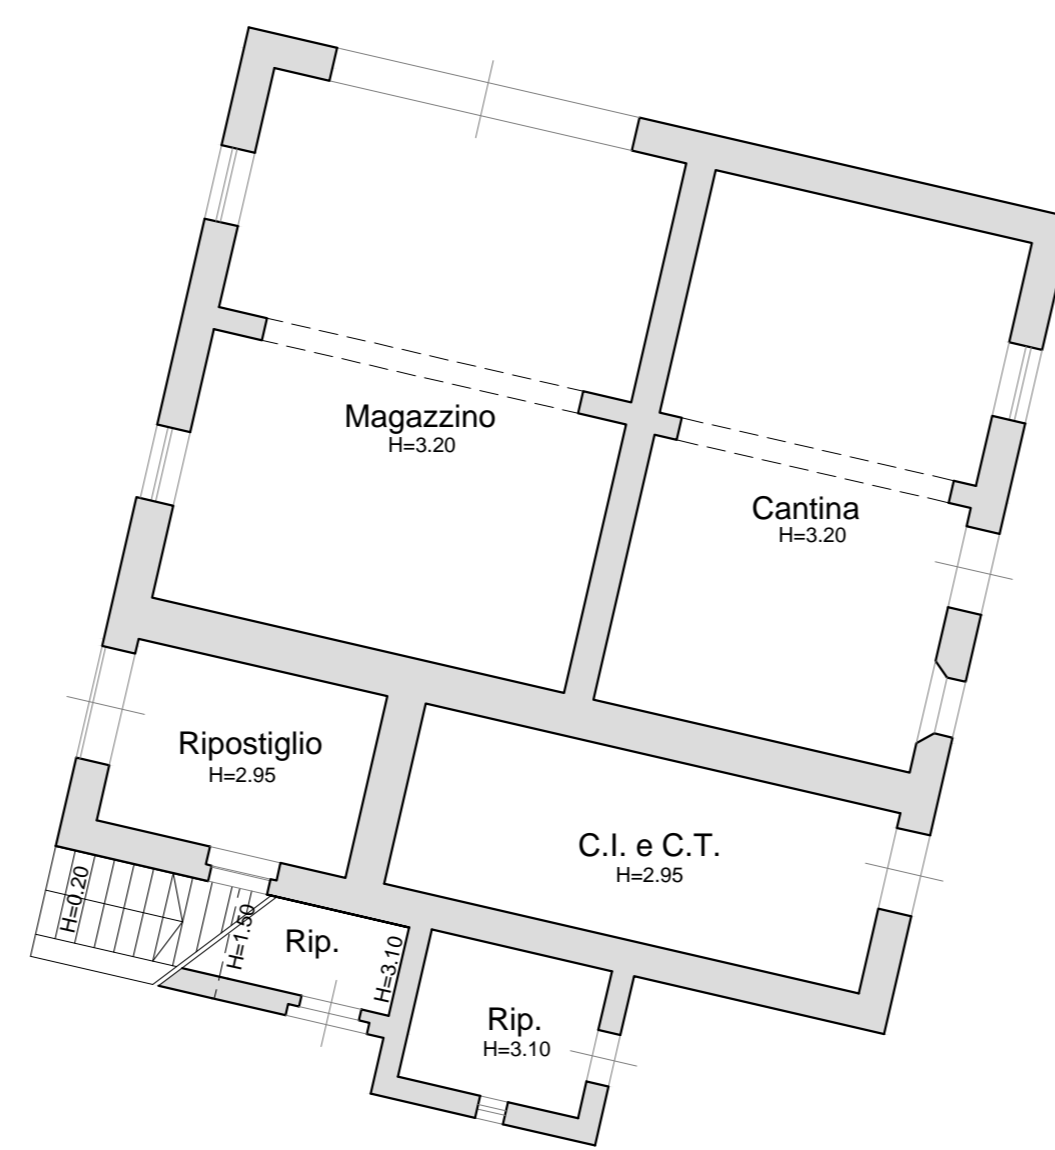 Magazzino
H=3.20
Cantina
H=3.20
Ripostiglio
H=2.95
C.I. e C.T.
H=2.95
H=0.20
H=1.50
Rip.
H=3.10
Rip.
H=3.10